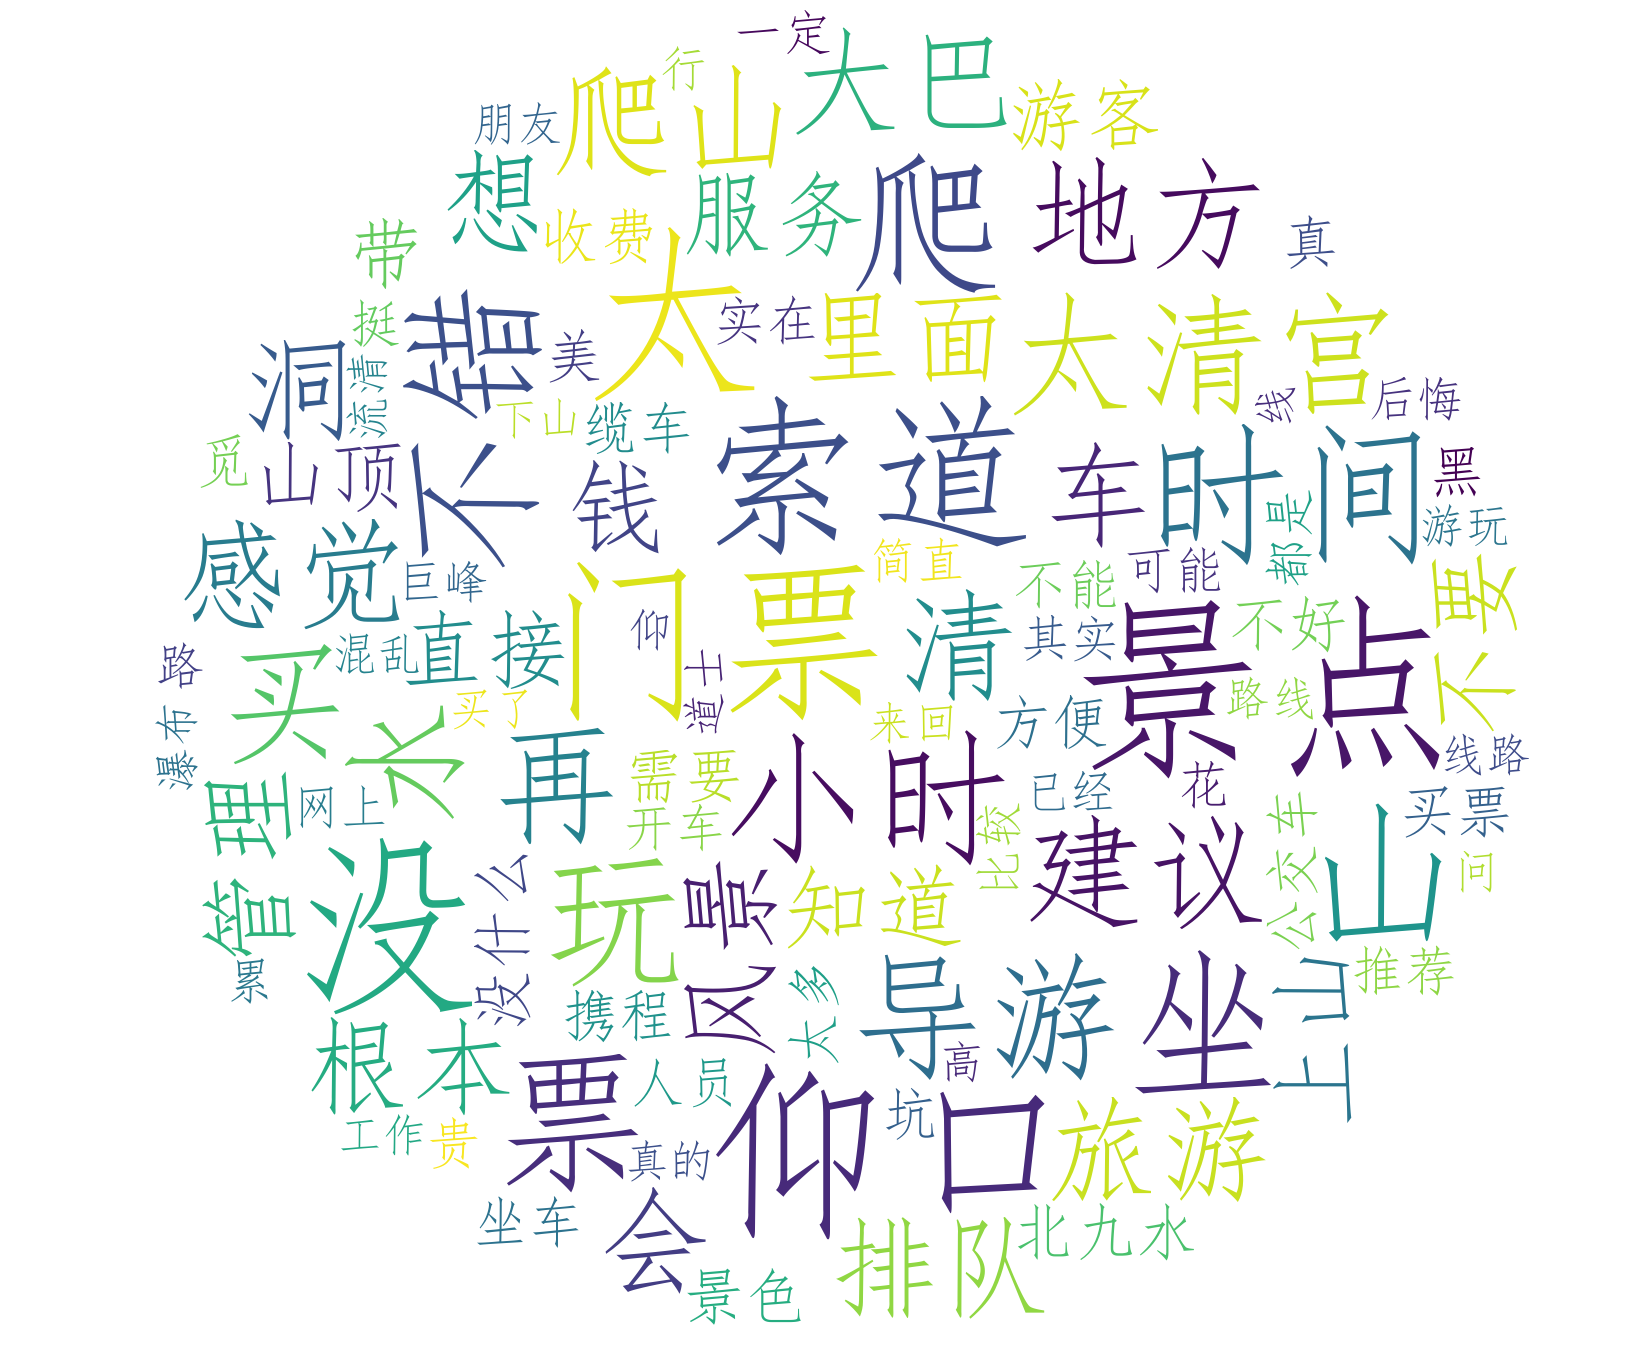 一定
行
大巴
爬山
朋友
游客
想
服务
爬
地方
收费
带
真
太
不错
挺
美
实在
里面
太清宫
洞
流清
下山
缆车
线
后悔
觅
山顶
钱
索道
车
时间
黑
都是
游玩
感觉
巨峰
简直
不能
可能
不要
门票
仰
清
其实
景点
不好
路
混乱
直接
道士
买
买了
来回
方便
路线
瀑布
水
再
需要
小时
线路
管理
网上
开车
已经
花
买票
比较
公交车
没
没什么
玩
风景
知道
建议
山
问
累
携程
太多
导游
坐
上山
推荐
根本
人员
高
工作
贵
票
真的
仰口
坑
旅游
坐车
会
北九水
景色
排队